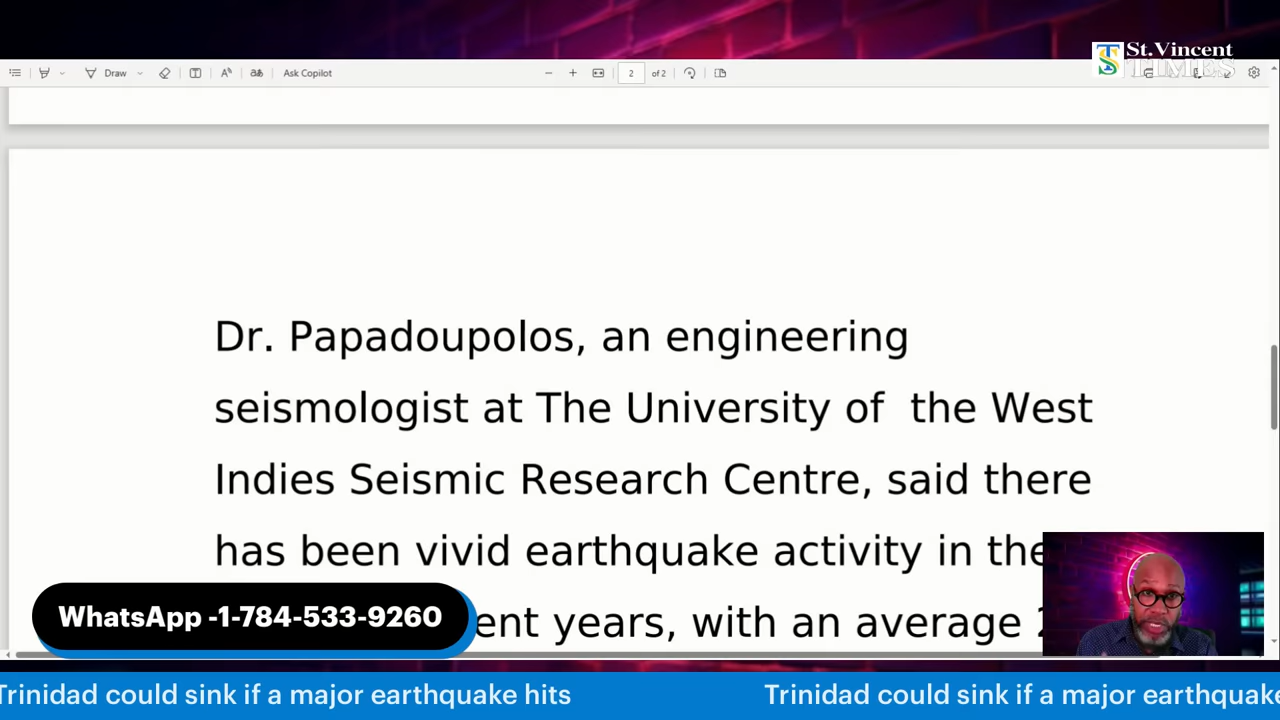 St.Vincent
TIMES
Draw
Ask Copilot
2 of 2
Dr. Papadoupolos, an engineering
seismologist at The University of the West
Indies Seismic Research Centre, said there
has been vivid earthquake activity in the
ent years, with an average
WhatsApp -1-784-533-9260
Trinidad could sink if a major earthquake hits
Trinidad could sink if a major earthquake